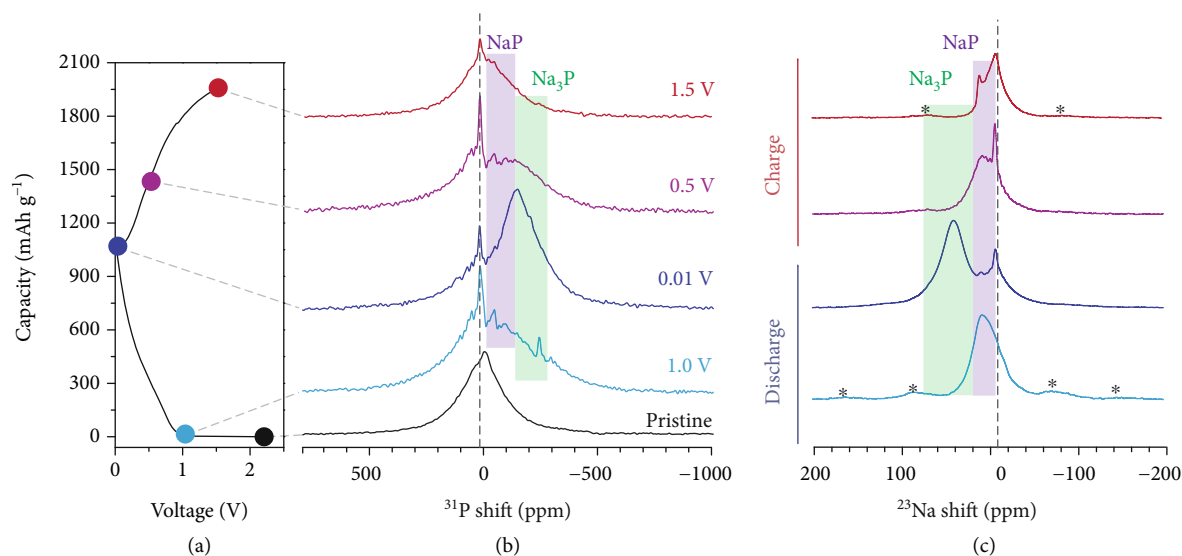 2100
1800
1500
1200
900
600
300
0
Capacity (mAh g⁻¹)
0 1 2
Voltage (V)
(a)
NaP
Na₃P
1.5 V
0.5 V
0.01 V
1.0 V
Pristine
500 0 −500 −1000
³¹P shift (ppm)
(b)
NaP
Na₃P
* *
* * * *
Charge
Discharge
200 100 0 −100 −200
²³Na shift (ppm)
(c)